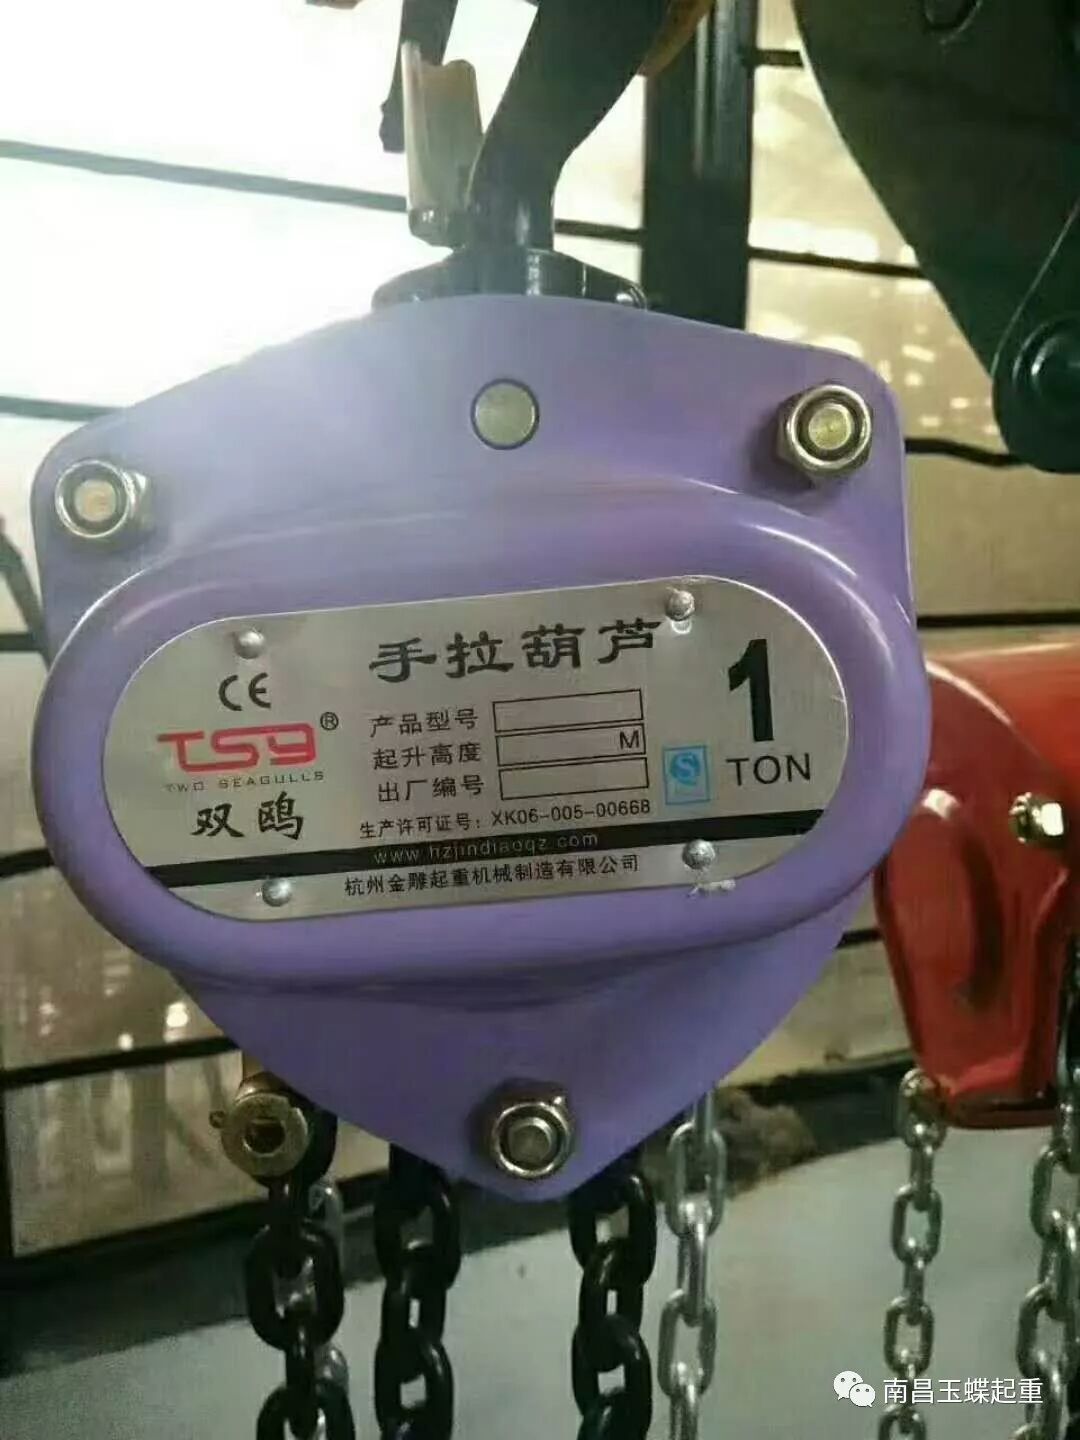 手拉葫芦
CE
TSG®
TWO SEAGULLS
双鸥
产品型号
起升高度 M
出厂编号
生产许可证号：XK06-005-00668
S
1
TON
www.hzjindiaoqz.com
杭州金雕起重机械制造有限公司
南昌玉蝶起重